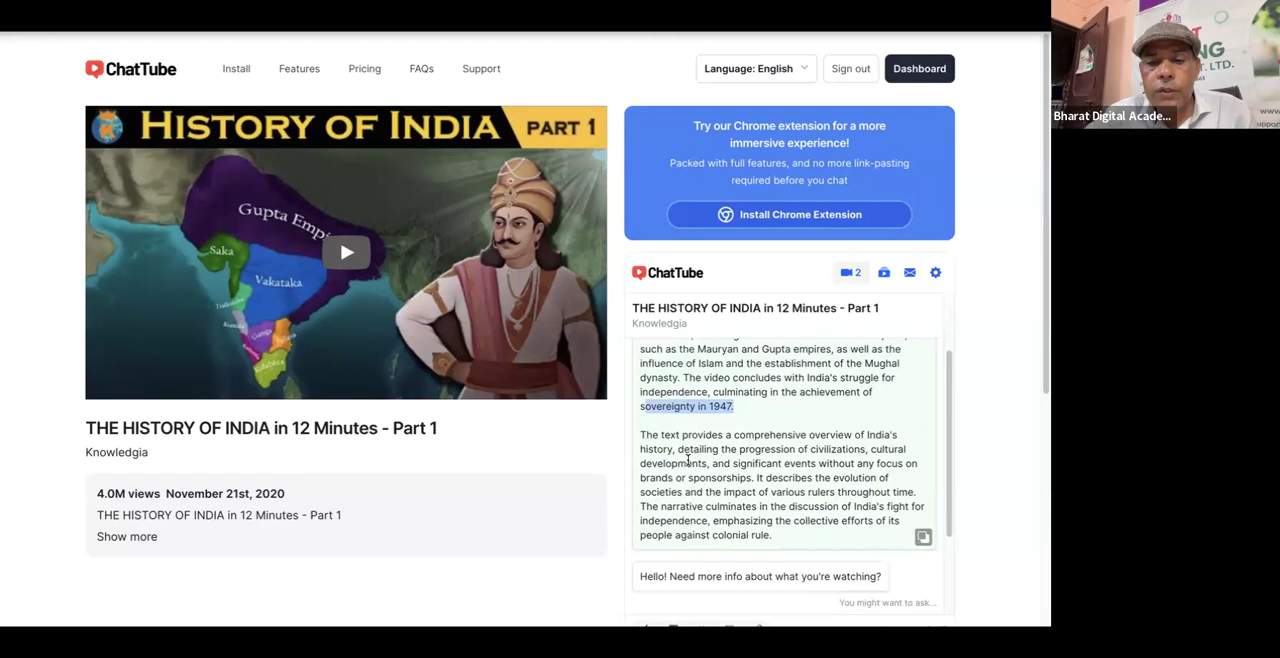 ChatTube
Install
Features
Pricing
FAQs
Support
Language: English
Sign out
Dashboard
HISTORY OF INDIA
PART 1
Gupta Empi
Saka
Vakataka
THE HISTORY OF INDIA in 12 Minutes - Part 1
Knowledgia
4.0M views November 21st, 2020
THE HISTORY OF INDIA in 12 Minutes - Part 1
Show more
Try our Chrome extension for a more
immersive experience!
Packed with full features, and no more link-pasting
required before you chat
Install Chrome Extension
ChatTube
2
THE HISTORY OF INDIA in 12 Minutes - Part 1
Knowledgia
such as the Mauryan and Gupta empires, as well as the
influence of Islam and the establishment of the Mughal
dynasty. The video concludes with India's struggle for
independence, culminating in the achievement of
sovereignty in 1947.
The text provides a comprehensive overview of India's
history, detailing the progression of civilizations, cultural
developments, and significant events without any focus on
brands or sponsorships. It describes the evolution of
societies and the impact of various rulers throughout time.
The narrative culminates in the discussion of India's fight for
independence, emphasizing the collective efforts of its
people against colonial rule.
Hello! Need more info about what you're watching?
You might want to ask...
NG
T. LTD.
www
Bharat Digital Acade...